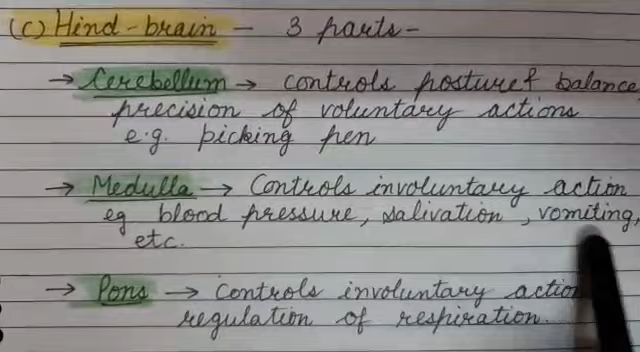 (C) Hind-brain - 3 parts-
→ Cerebellum → controls posture & balance
precision of voluntary actions
e.g. picking pen
→ Medulla → Controls involuntary action
eg blood pressure, salivation, vomiting,
etc.
→ Pons → controls involuntary action
regulation of respiration.